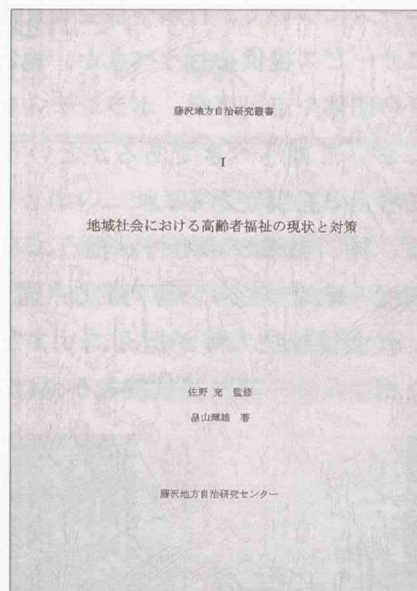 藤沢地方自治研究叢書
I
地域社会における高齢者福祉の現状と対策
佐野 充 監修
畠山輝雄 著
藤沢地方自治研究センター